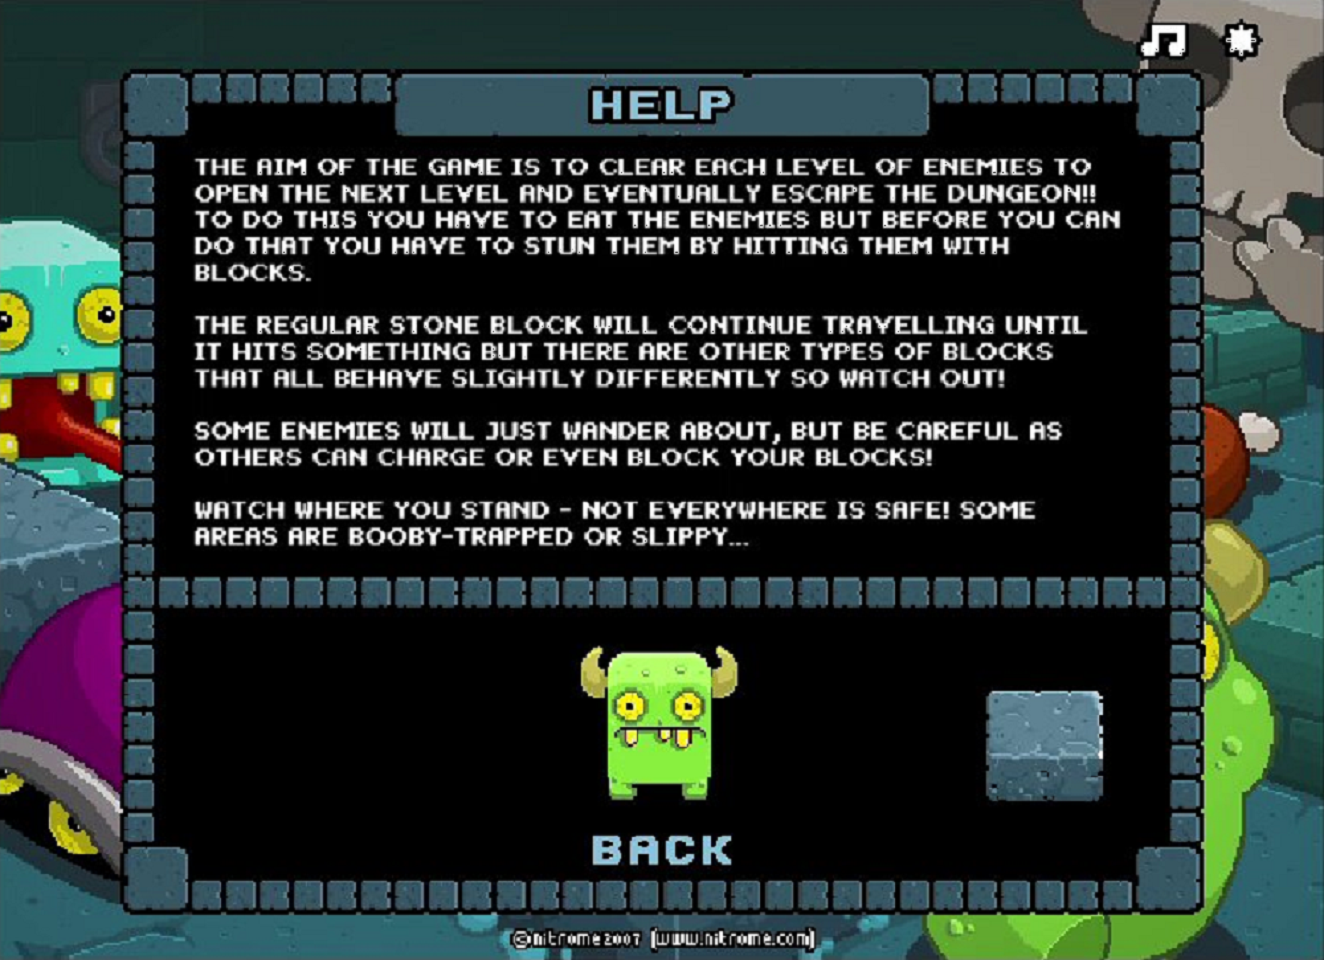 HELP
THE AIM OF THE GAME IS TO CLEAR EACH LEVEL OF ENEMIES TO
OPEN THE NEXT LEVEL AND EVENTUALLY ESCAPE THE DUNGEON!!
TO DO THIS YOU HAVE TO EAT THE ENEMIES BUT BEFORE YOU CAN
DO THAT YOU HAVE TO STUN THEM BY HITTING THEM WITH
BLOCKS.
THE REGULAR STONE BLOCK WILL CONTINUE TRAVELLING UNTIL
IT HITS SOMETHING BUT THERE ARE OTHER TYPES OF BLOCKS
THAT ALL BEHAVE SLIGHTLY DIFFERENTLY SO WATCH OUT!
SOME ENEMIES WILL JUST WANDER ABOUT, BUT BE CAREFUL AS
OTHERS CAN CHARGE OR EVEN BLOCK YOUR BLOCKS!
WATCH WHERE YOU STAND - NOT EVERYWHERE IS SAFE! SOME
AREAS ARE BOOBY-TRAPPED OR SLIPPY...
BACK
©nitrome2007 [www.nitrome.com]